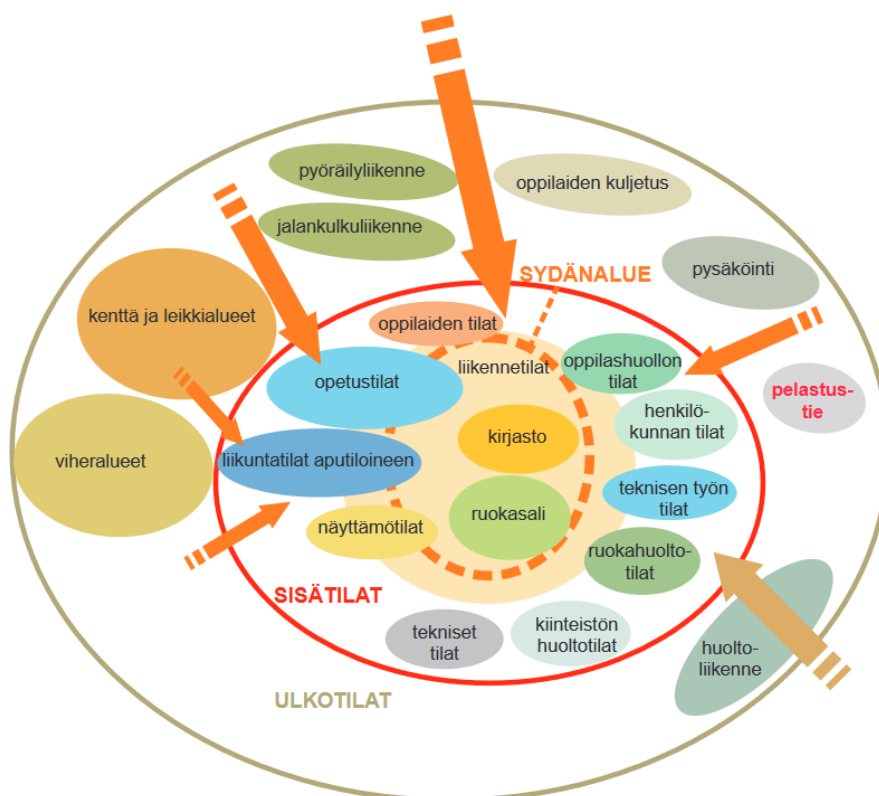 pyöräilyliikenne
oppilaiden kuljetus
jalankulkuliikenne
SYDÄNALUE
pysäköinti
kenttä ja leikkialueet
oppilaiden tilat
liikennetilat
oppilashuollon
tilat
opetustilat
pelastus-
tie
henkilö-
kunnan tilat
kirjasto
viheralueet
liikuntatilat aputiloineen
teknisen työn
tilat
ruokasali
näyttämötilat
ruokahuolto-
tilat
SISÄTILAT
tekniset
tilat
kiinteistön
huoltotilat
huolto-
liikenne
ULKOTILAT